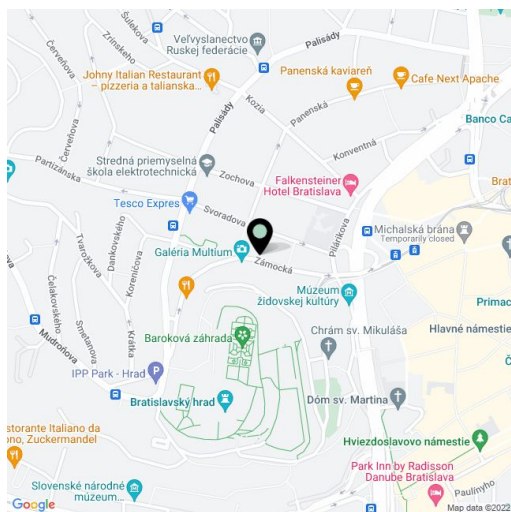 Šulekova
Zrinského
Červeňova
Veľvyslanectvo
Ruskej federácie
Palisády
Johny Italian Restaurant
– pizzeria a talianska...
Panenská kaviareň
Cafe Next Apache
Kozia
Panenská
Palisády
Banco Ca
Červeňova
Partizánska
Stredná priemyselná
škola elektrotechnická
Konventná
Zochova
Falkensteiner
Hotel Bratislava
Brat
Tesco Expres
Svoradova
Pilárikova
Michalská brána
Temporarily closed
Dankovského
Koreničova
Tvarožkova
Galéria Multium
Zámocká
Čelakovského
Múzeum
židovskej kultúry
Primac
Smetanova
Krátka
Mudroňova
Baroková záhrada
Chrám sv. Mikuláša
Hlavné námestie
IPP Park - Hrad
Bratislavský hrad
Dóm sv. Martina
storante Italiano da
ono, Zuckermandel
Hviezdoslavovo námestie
Park Inn by Radisson
Danube Bratislava
Slovenské národné
múzeum...
Paulínyho
Google
Map data ©2022